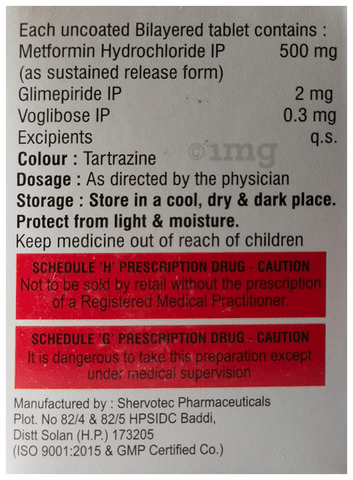 Each uncoated Bilayered tablet contains :
Metformin Hydrochloride IP 500 mg
(as sustained release form)
Glimepiride IP 2 mg
Voglibose IP 0.3 mg
Excipients q.s.
©1mg
Colour : Tartrazine
Dosage : As directed by the physician
Storage : Store in a cool, dry & dark place.
Protect from light & moisture.
Keep medicine out of reach of children
SCHEDULE 'H' PRESCRIPTION DRUG - CAUTION
Not to be sold by retail without the prescription
of a Registered Medical Practitioner.
SCHEDULE 'G' PRESCRIPTION DRUG - CAUTION
It is dangerous to take this preparation except
under medical supervision
Manufactured by : Shervotec Pharmaceuticals
Plot. No 82/4 & 82/5 HPSIDC Baddi,
Distt Solan (H.P.) 173205
(ISO 9001:2015 & GMP Certified Co.)